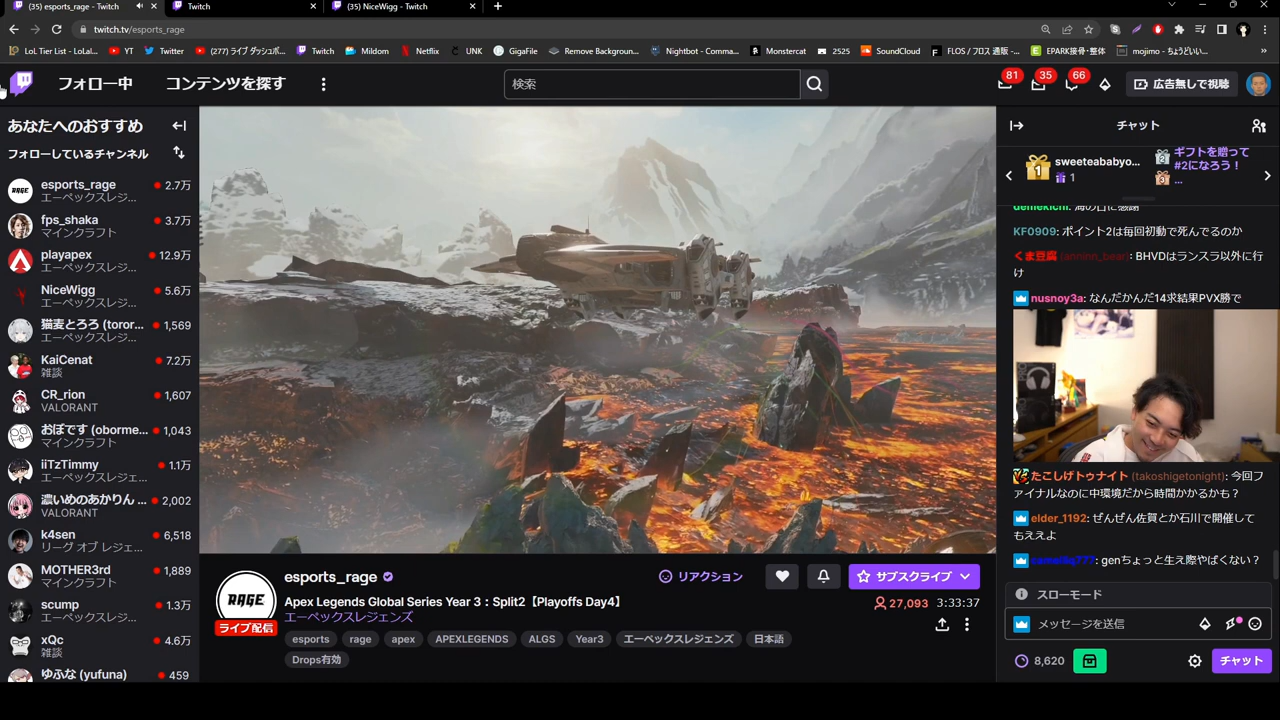 (35) esports_rage - Twitch
Twitch
(35) NiceWigg - Twitch
twitch.tv/esports_rage
LoL Tier List - LoLal...
YT
Twitter
(277) ライブ ダッシュボ...
Twitch
Mildom
Netflix
UNK
GigaFile
Remove Backgroun...
Nightbot - Comma...
Monstercat
2525
SoundCloud
FLOS / フロス 通販 -...
EPARK接骨・整体
mojimo - ちょうどいい...
フォロー中
コンテンツを探す
検索
81
35
66
広告無しで視聴
あなたへのおすすめ
フォローしているチャンネル
esports_rage
エーペックスレジ...
2.7万
fps_shaka
マインクラフト
3.7万
playapex
エーペックスレジ...
12.9万
NiceWigg
エーペックスレジ...
5.6万
猫麦とろろ (toror...
エーペックスレジ...
1,569
KaiCenat
雑談
7.2万
CR_rion
VALORANT
1,607
おぼです (oborme...
マインクラフト
1,043
iiTzTimmy
エーペックスレジェ...
1.1万
濃いめのあかりん ...
VALORANT
2,002
k4sen
リーグ オブ レジェ...
6,518
MOTHER3rd
マインクラフト
1,889
scump
エーペックスレジ...
1.3万
xQc
雑談
4.6万
ゆふな (yufuna)
459
RAGE
ライブ配信
esports_rage
Apex Legends Global Series Year 3：Split2【Playoffs Day4】
エーペックスレジェンズ
esports
rage
apex
APEXLEGENDS
ALGS
Year3
エーペックスレジェンズ
日本語
Drops有効
リアクション
サブスクライブ
27,093
3:33:37
チャット
1
sweeteababyo...
1
2
3
ギフトを贈って
#2になろう！
...
demekichi: 海の日に感謝
KF0909: ポイント2は毎回初動で死んでるのか
くま豆腐 (anninn_bear): BHVDはランスラ以外に行
け
nusnoy3a: なんだかんだ14求結果PVX勝で
たこしげトゥナイト (takoshigetonight): 今回フ
ァイナルなのに中環境だから時間かかるかも？
elder_1192: ぜんぜん佐賀とか石川で開催して
もええよ
: genちょっと生え際やばくない？
スローモード
メッセージを送信
8,620
チャット